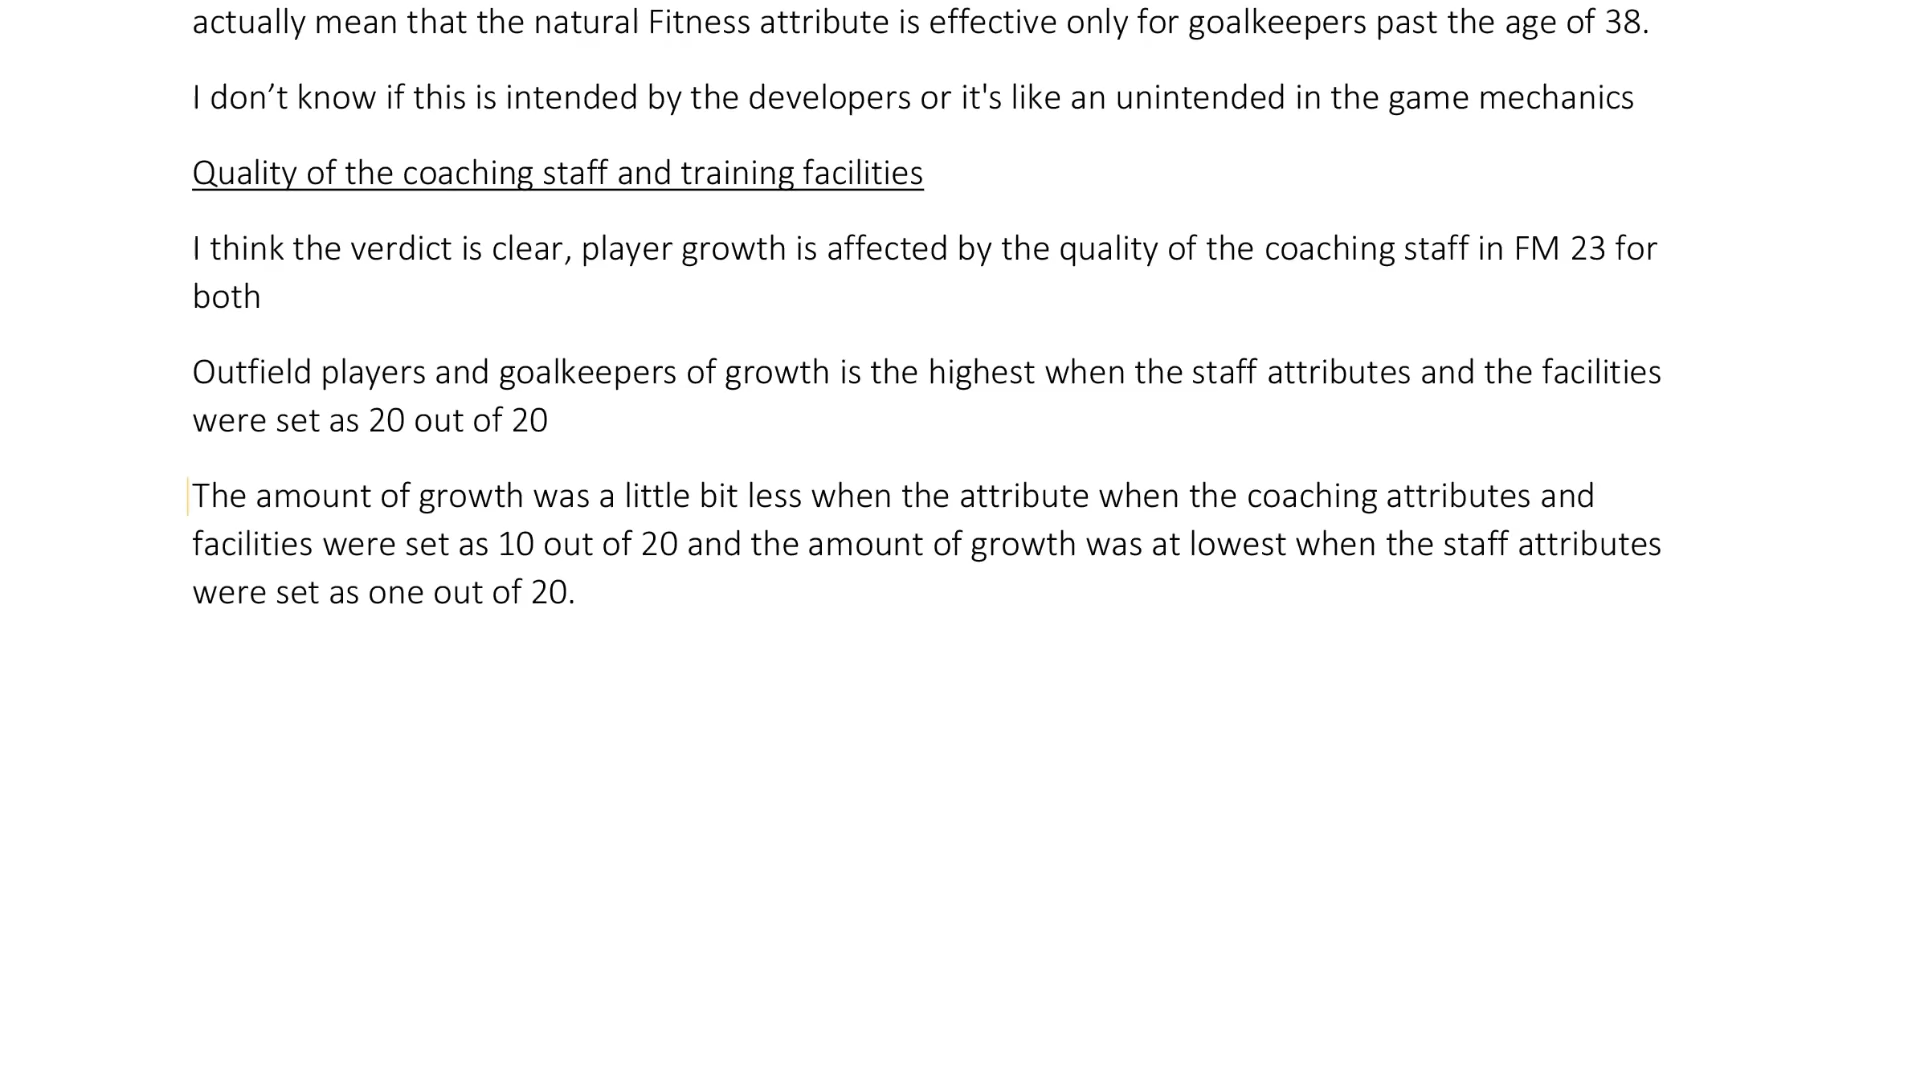 actually mean that the natural Fitness attribute is effective only for goalkeepers past the age of 38.
I don’t know if this is intended by the developers or it's like an unintended in the game mechanics
Quality of the coaching staff and training facilities
I think the verdict is clear, player growth is affected by the quality of the coaching staff in FM 23 for
both
Outfield players and goalkeepers of growth is the highest when the staff attributes and the facilities
were set as 20 out of 20
The amount of growth was a little bit less when the attribute when the coaching attributes and
facilities were set as 10 out of 20 and the amount of growth was at lowest when the staff attributes
were set as one out of 20.